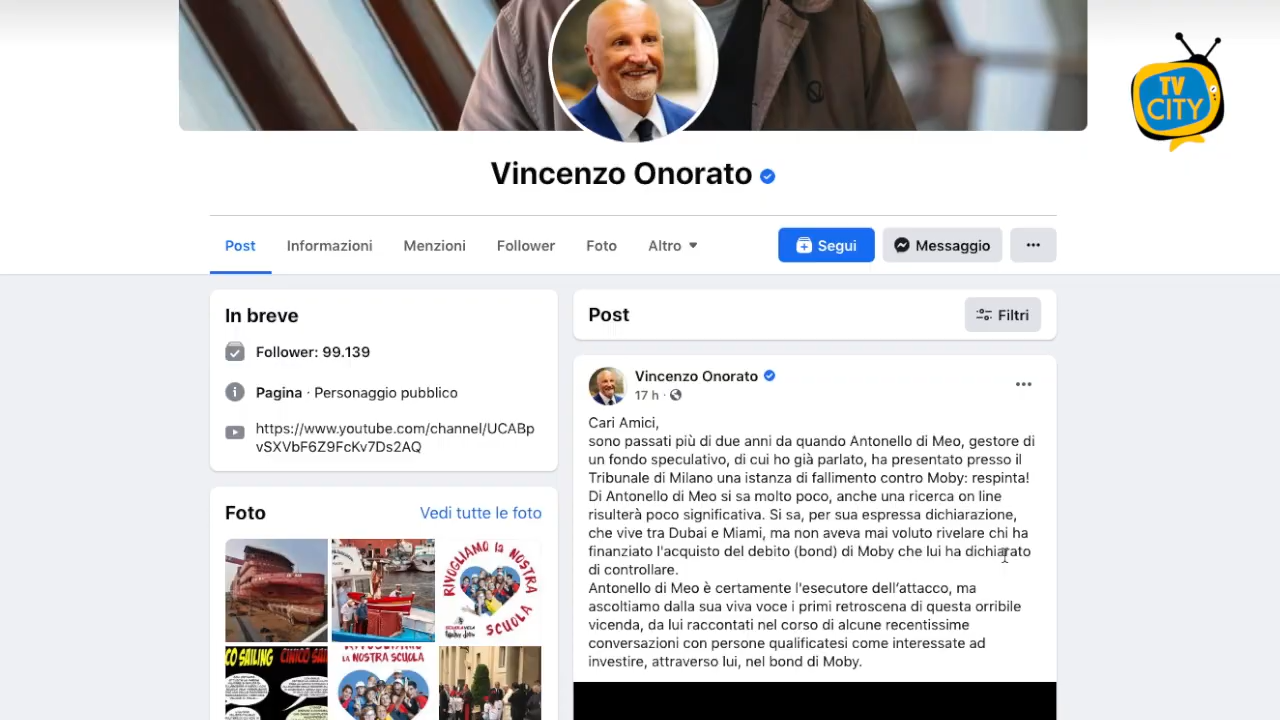 TV
CITY
Vincenzo Onorato
Post
Informazioni
Menzioni
Follower
Foto
Altro
Segui
Messaggio
In breve
Follower: 99.139
Pagina · Personaggio pubblico
https://www.youtube.com/channel/UCABp
vSXVbF6Z9FcKv7Ds2AQ
Foto
Vedi tutte le foto
RIVOGLIAMO la NOSTRA
SCUOLA
CO SAILING
CINICO SAI
RIVOGLIAMO
LA NOSTRA SCUOLA
Post
Filtri
Vincenzo Onorato
17 h ·
Cari Amici,
sono passati più di due anni da quando Antonello di Meo, gestore di
un fondo speculativo, di cui ho già parlato, ha presentato presso il
Tribunale di Milano una istanza di fallimento contro Moby: respinta!
Di Antonello di Meo si sa molto poco, anche una ricerca on line
risulterà poco significativa. Si sa, per sua espressa dichiarazione,
che vive tra Dubai e Miami, ma non aveva mai voluto rivelare chi ha
finanziato l'acquisto del debito (bond) di Moby che lui ha dichiarato
di controllare.
Antonello di Meo è certamente l'esecutore dell’attacco, ma
ascoltiamo dalla sua viva voce i primi retroscena di questa orribile
vicenda, da lui raccontati nel corso di alcune recentissime
conversazioni con persone qualificatesi come interessate ad
investire, attraverso lui, nel bond di Moby.